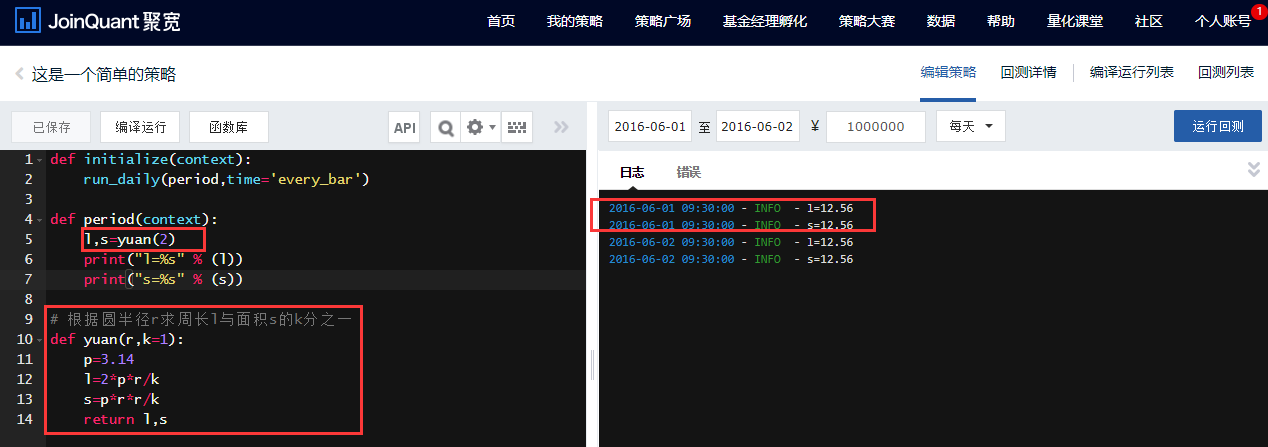 JoinQuant 聚宽 首页 我的策略 策略广场 基金经理孵化 策略大赛 数据 帮助 量化课堂 社区 个人账号 1
这是一个简单的策略 编辑策略 回测详情 编译运行列表 回测列表
已保存 编译运行 函数库 API 2016-06-01 至 2016-06-02 ¥ 1000000 每天 运行回测
日志 错误
1 def initialize(context):
2 run_daily(period,time='every_bar')
3
4 def period(context):
5 l,s=yuan(2)
6 print("l=%s" % (l))
7 print("s=%s" % (s))
8
9 # 根据圆半径r求周长l与面积s的k分之一
10 def yuan(r,k=1):
11 p=3.14
12 l=2*p*r/k
13 s=p*r*r/k
14 return l,s
2016-06-01 09:30:00 - INFO - l=12.56
2016-06-01 09:30:00 - INFO - s=12.56
2016-06-02 09:30:00 - INFO - l=12.56
2016-06-02 09:30:00 - INFO - s=12.56